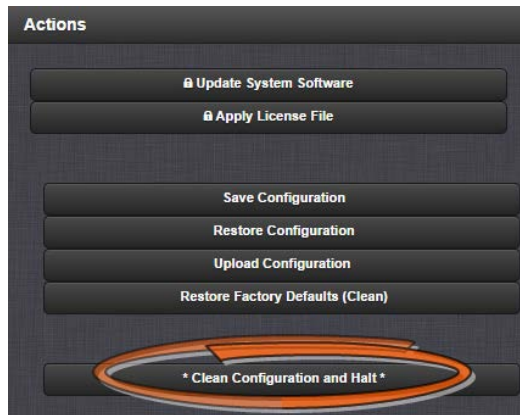 Actions
Update System Software
Apply License File
Save Configuration
Restore Configuration
Upload Configuration
Restore Factory Defaults (Clean)
* Clean Configuration and Halt *